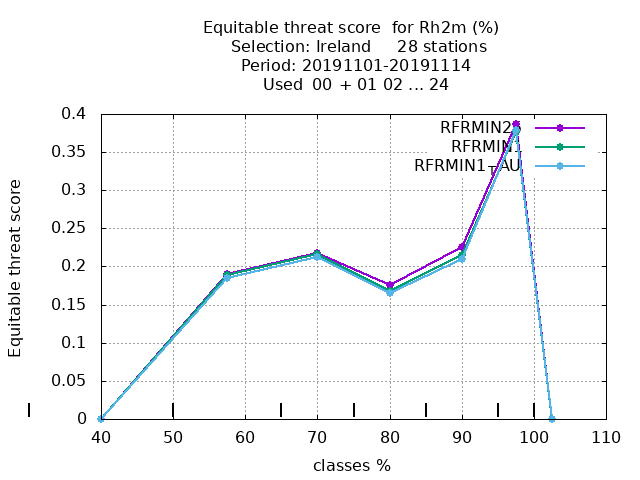 Equitable threat score  for Rh2m (%)
Selection: Ireland     28 stations
Period: 20191101-20191114
Used  00 + 01 02 ... 24
RFRMIN2
RFRMIN
RFRMIN1+AU
0.4
0.35
0.3
0.25
0.2
0.15
0.1
0.05
0
Equitable threat score
40 50 60 70 80 90 100 110
classes %